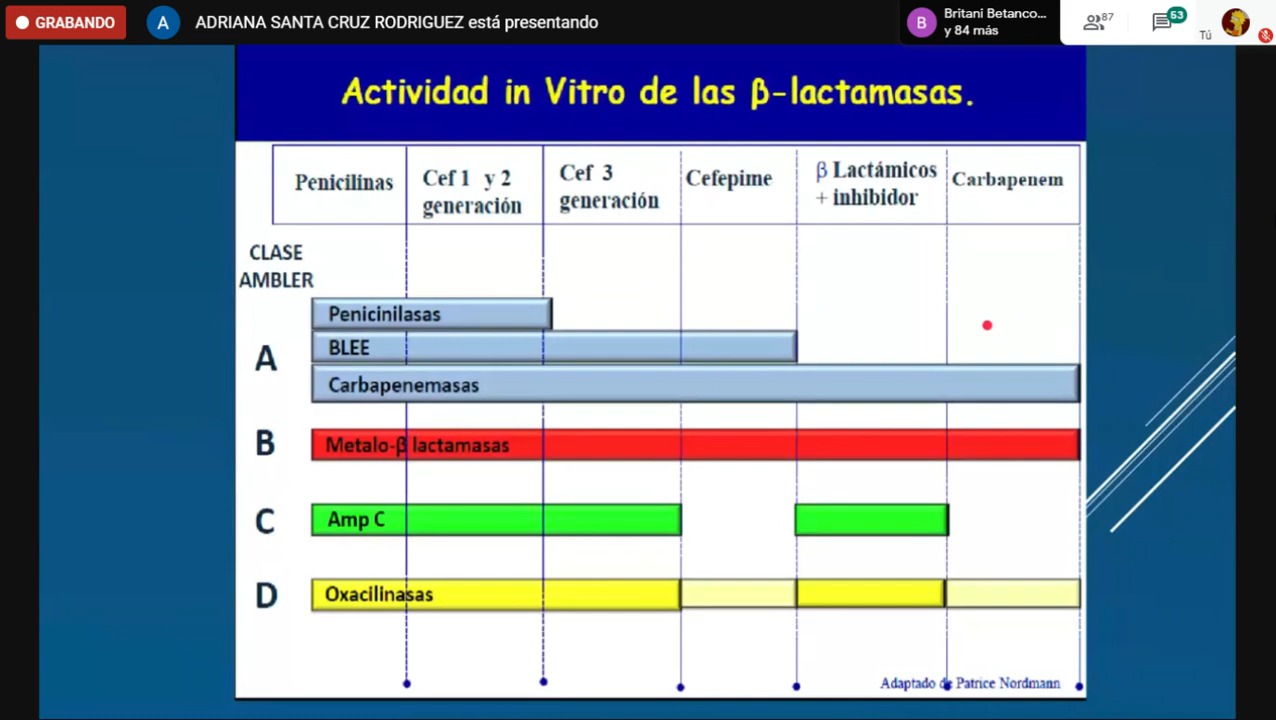 GRABANDO
A
ADRIANA SANTA CRUZ RODRIGUEZ está presentando
B
Britani Betanco...
y 84 más
87
53
Tú
Actividad in Vitro de las β-lactamasas.
Penicilinas
Cef 1 y 2
generación
Cef 3
generación
Cefepime
β Lactámicos
+ inhibidor
Carbapenem
CLASE
AMBLER
Penicinilasas
A
BLEE
Carbapenemasas
B
Metalo-β lactamasas
C
Amp C
D
Oxacilinasas
Adaptado de Patrice Nordmann